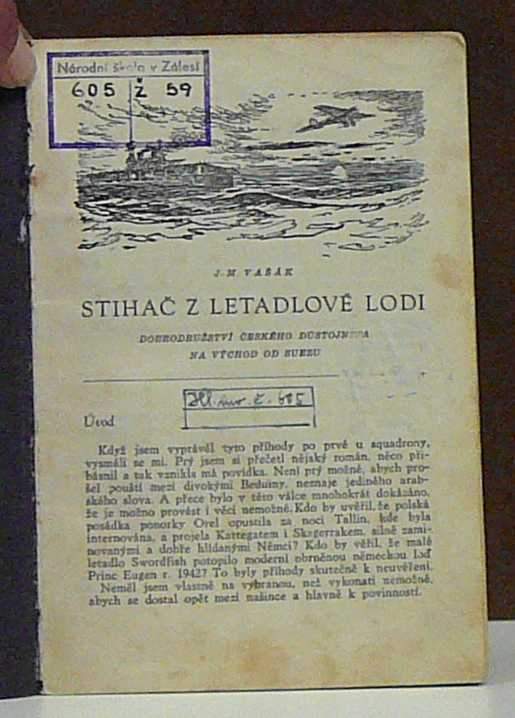 Národní škola v Zálesí
605 Ž 59
J. M. VAŠÁK
STIHAČ Z LETADLOVÉ LODI
DOBRODRUŽSTVÍ ČESKÉHO DŮSTOJNÍKA
NA VÝCHOD OD SUEZU
Hl. inv. č. 605
Úvod
Když jsem vyprávěl tyto příhody po prvé u squadrony,
vysmáli se mi. Prý jsem si přečetl nějský román, něco při-
básnil a tak vznikla má povídka. Není prý možné, abych pro-
šel pouští mezi divokými Beduiny, neznaje jediného arab-
ského slova. A přece bylo v této válce mnohokrát dokázáno,
že je možno provést i věci nemožné. Kdo by uvěřil, že polská
posádka ponorky Orel opustila za noci Tallin, kde byla
internována, a projela Kattegatem i Skagerrakem, silně zami-
novanými a dobře hlídanými Němci? Kdo by věřil, že malé
letadlo Swordfish potopilo moderní obrněnou německou loď
Princ Eugen r. 1942? To byly příhody skutečně k neuvěření.
Neměl jsem vlastně na vybranou, než vykonati nemožné,
abych se dostal opět mezi našince a hlavně k povinnosti.